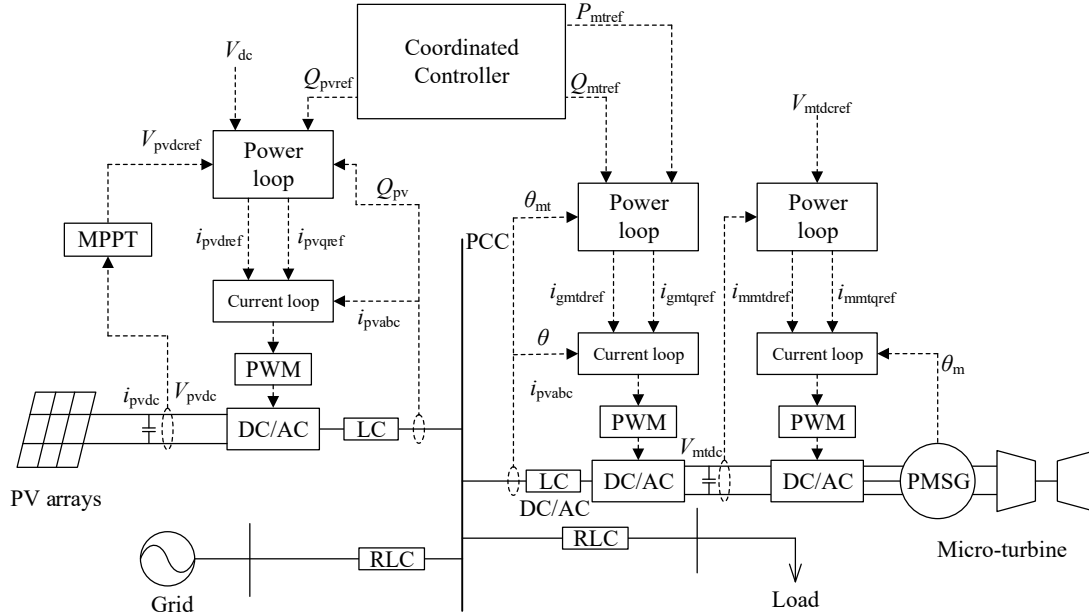 P_mtref
Coordinated
Controller
V_dc
Q_pvref
Q_mtref
V_mtdcref
V_pvdcref
Power
loop
Q_pv
θ_mt
Power
loop
Power
loop
MPPT
i_pvdref
i_pvqref
PCC
i_gmtdref
i_gmtqref
i_mmtdref
i_mmtqref
Current loop
i_pvabc
θ
Current loop
Current loop
θ_m
PWM
i_pvabc
i_pvdc
V_pvdc
PWM
PWM
DC/AC
LC
V_mtdc
PV arrays
LC
DC/AC
DC/AC
DC/AC
PMSG
RLC
RLC
Micro-turbine
Grid
Load